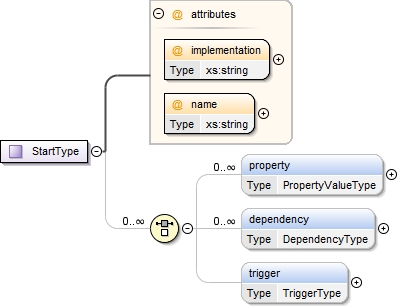 @ attributes
@ implementation
Type xs:string
@ name
Type xs:string
StartType
0..∞
0..∞ property
Type PropertyValueType
0..∞ dependency
Type DependencyType
trigger
Type TriggerType